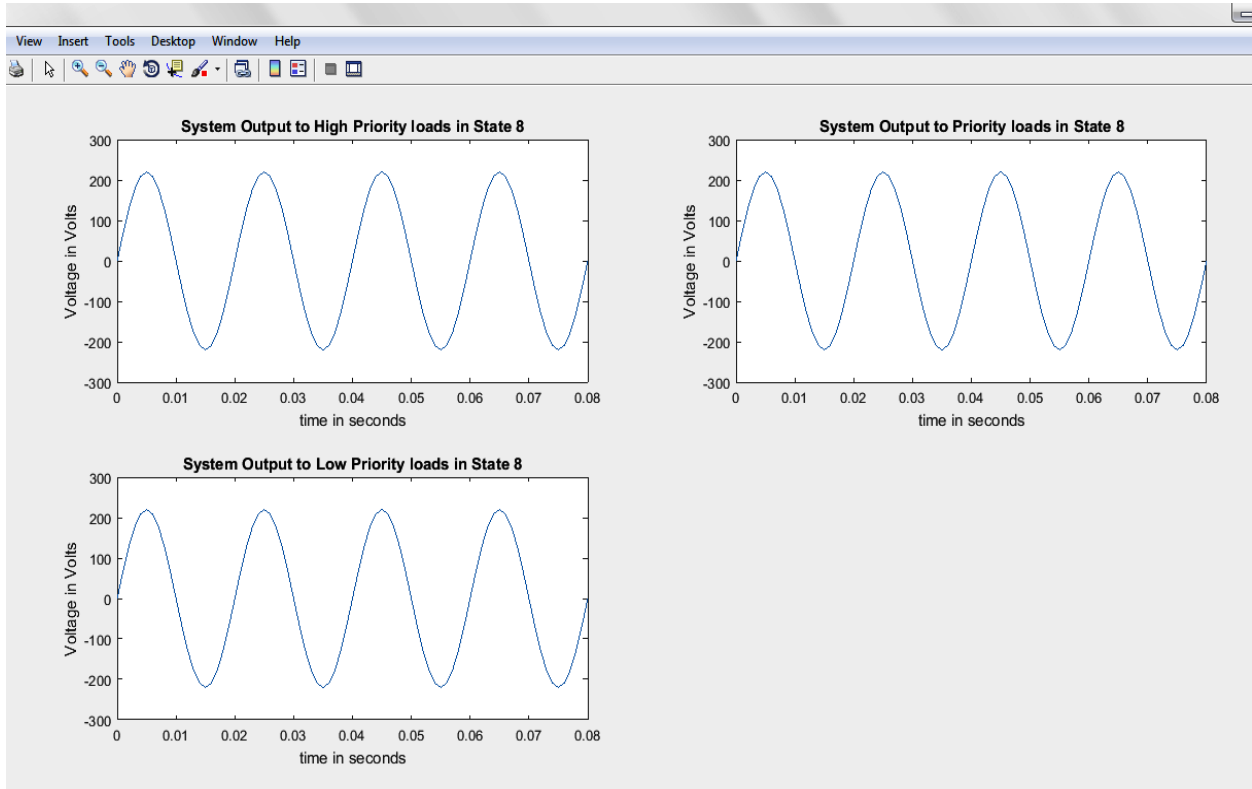 View Insert Tools Desktop Window Help
System Output to High Priority loads in State 8
300
200
100
0
-100
-200
-300
Voltage in Volts
0 0.01 0.02 0.03 0.04 0.05 0.06 0.07 0.08
time in seconds
System Output to Priority loads in State 8
300
200
100
0
-100
-200
-300
Voltage in Volts
0 0.01 0.02 0.03 0.04 0.05 0.06 0.07 0.08
time in seconds
System Output to Low Priority loads in State 8
300
200
100
0
-100
-200
-300
Voltage in Volts
0 0.01 0.02 0.03 0.04 0.05 0.06 0.07 0.08
time in seconds